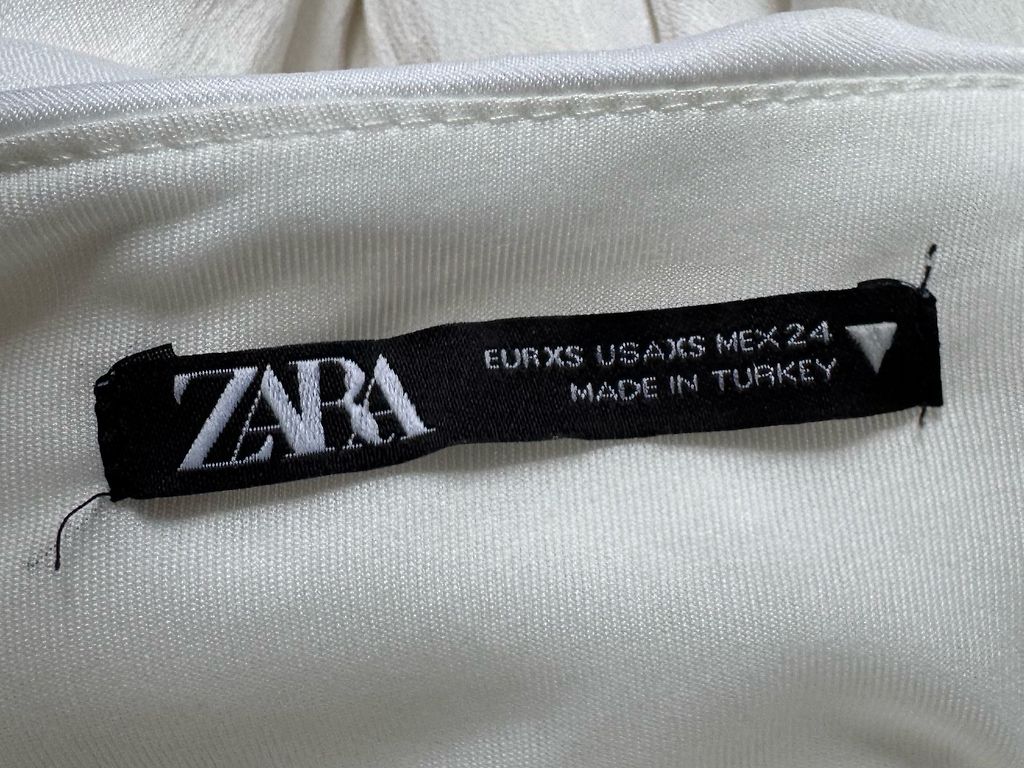 ZARA
EUR XS USA XS MEX 24
MADE IN TURKEY